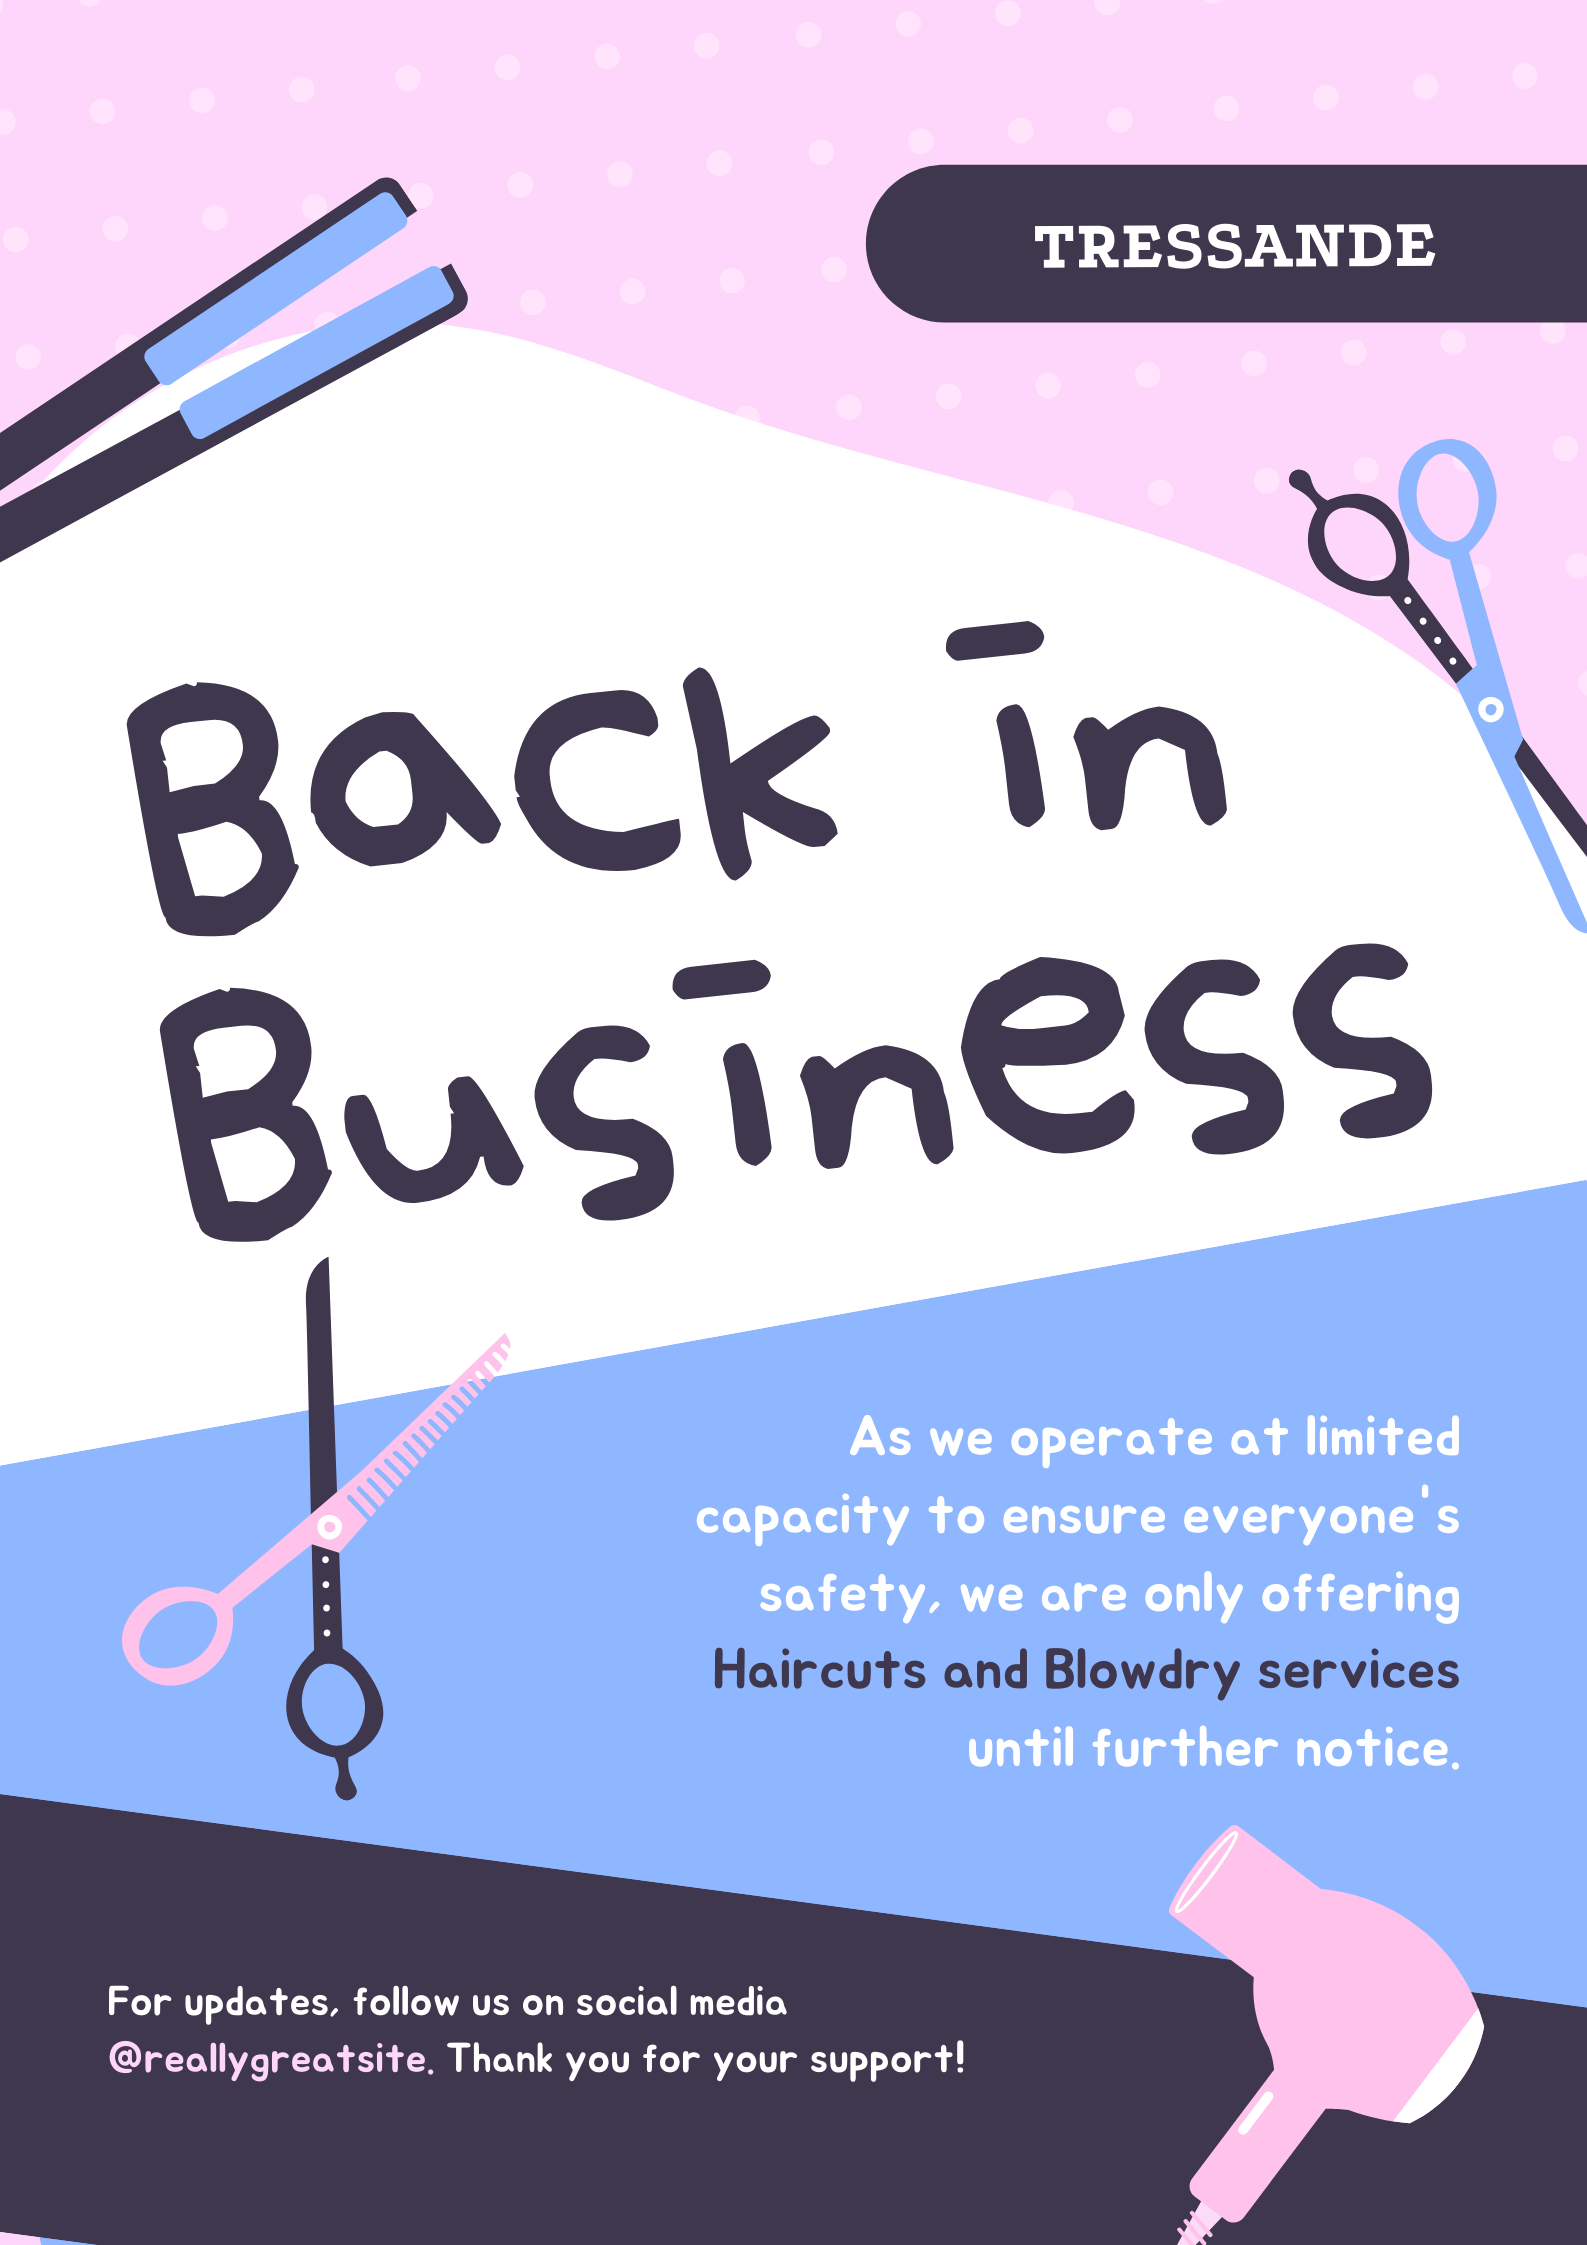 TRESSANDE
Back in
Business
As we operate at limited
capacity to ensure everyone's
safety, we are only offering
Haircuts and Blowdry services
until further notice.
For updates, follow us on social media
@reallygreatsite. Thank you for your support!